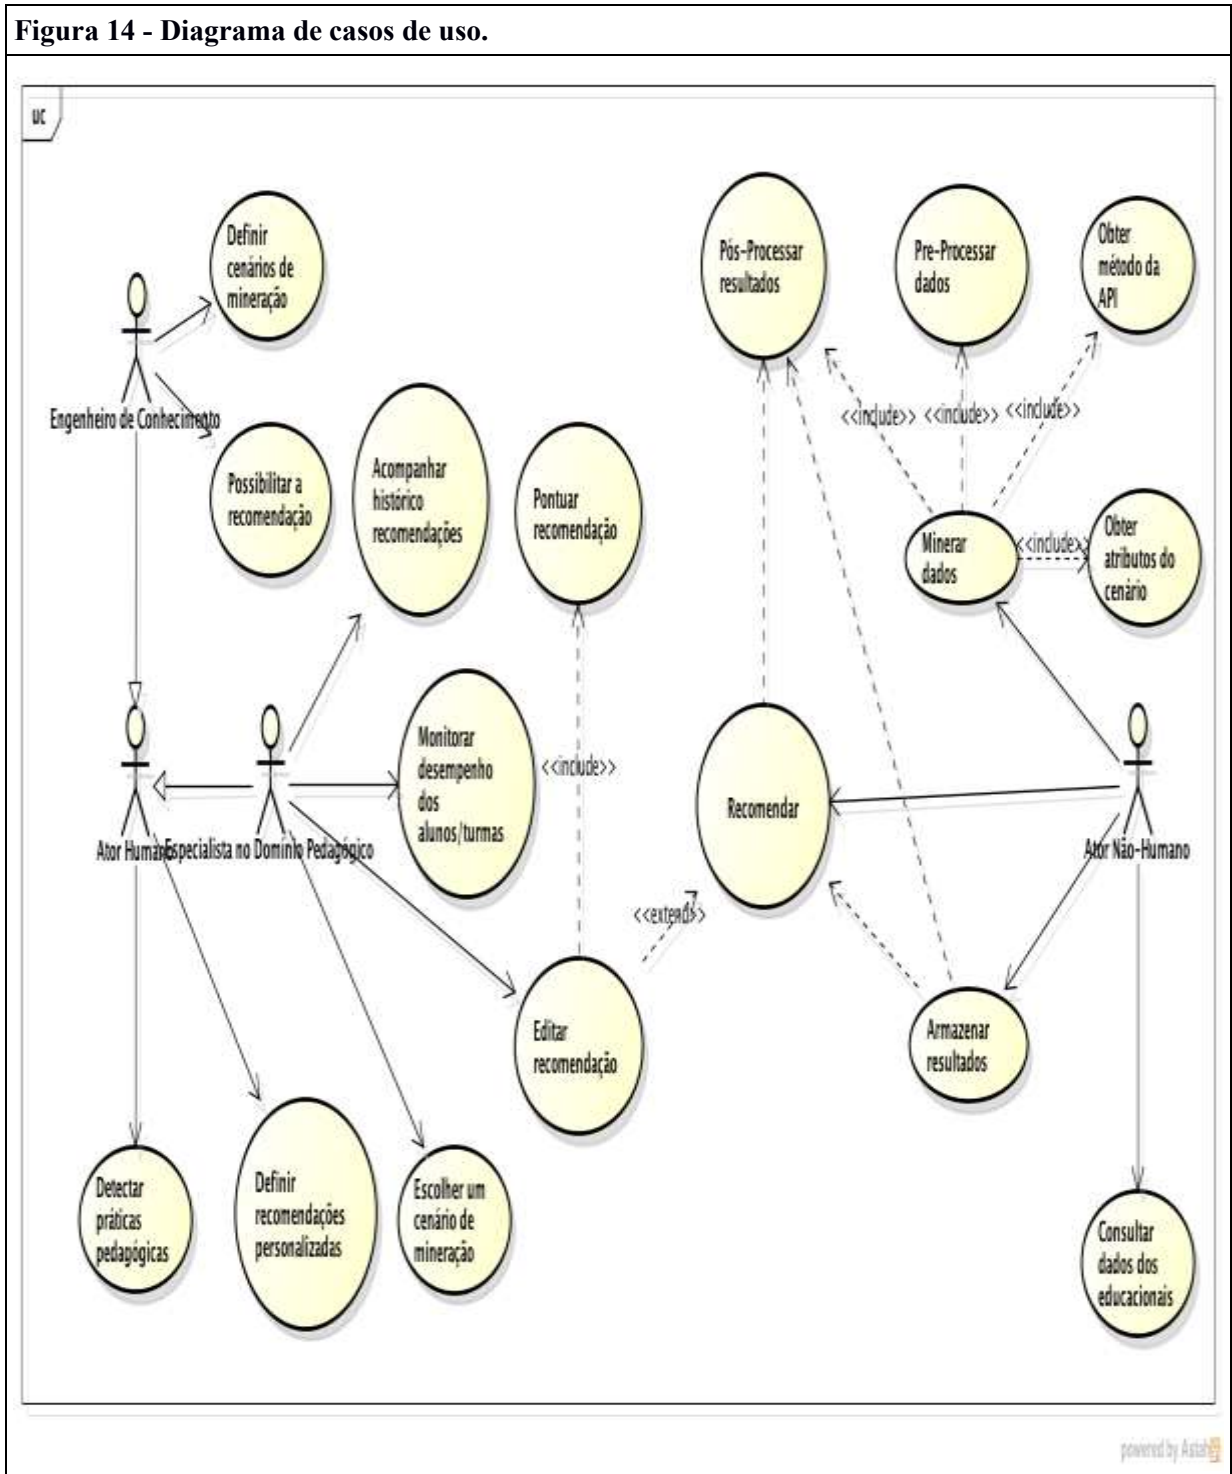 Figura 14 - Diagrama de casos de uso.
uc
Definir
cenários de
mineração
Pós-Processar
resultados
Pre-Processar
dados
Obter
método da
API
Engenheiro de Conhecimento
<<include>>
<<include>>
<<include>>
Possibilitar a
recomendação
Acompanhar
histórico
recomendações
Pontuar
recomendação
Minerar
dados
<<include>>
Obter
atributos do
cenário
Monitorar
desempenho
dos
alunos/turmas
<<include>>
Recomendar
Ator Humano
Especialista no Domínio Pedagógico
Ator Não-Humano
<<extend>>
Editar
recomendação
Armazenar
resultados
Detectar
práticas
pedagógicas
Definir
recomendações
personalizadas
Escolher um
cenário de
mineração
Consultar
dados dos
educacionais
powered by Astah